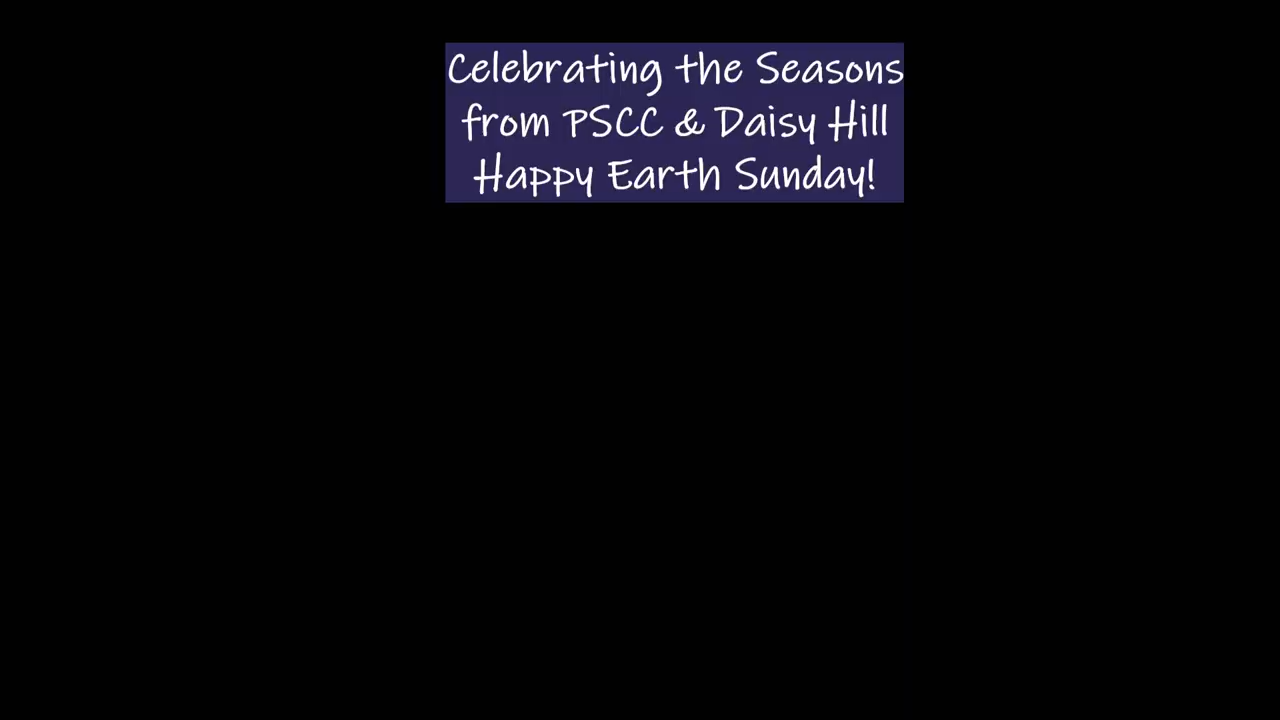 Celebrating the Seasons
from PSCC & Daisy Hill
Happy Earth Sunday!